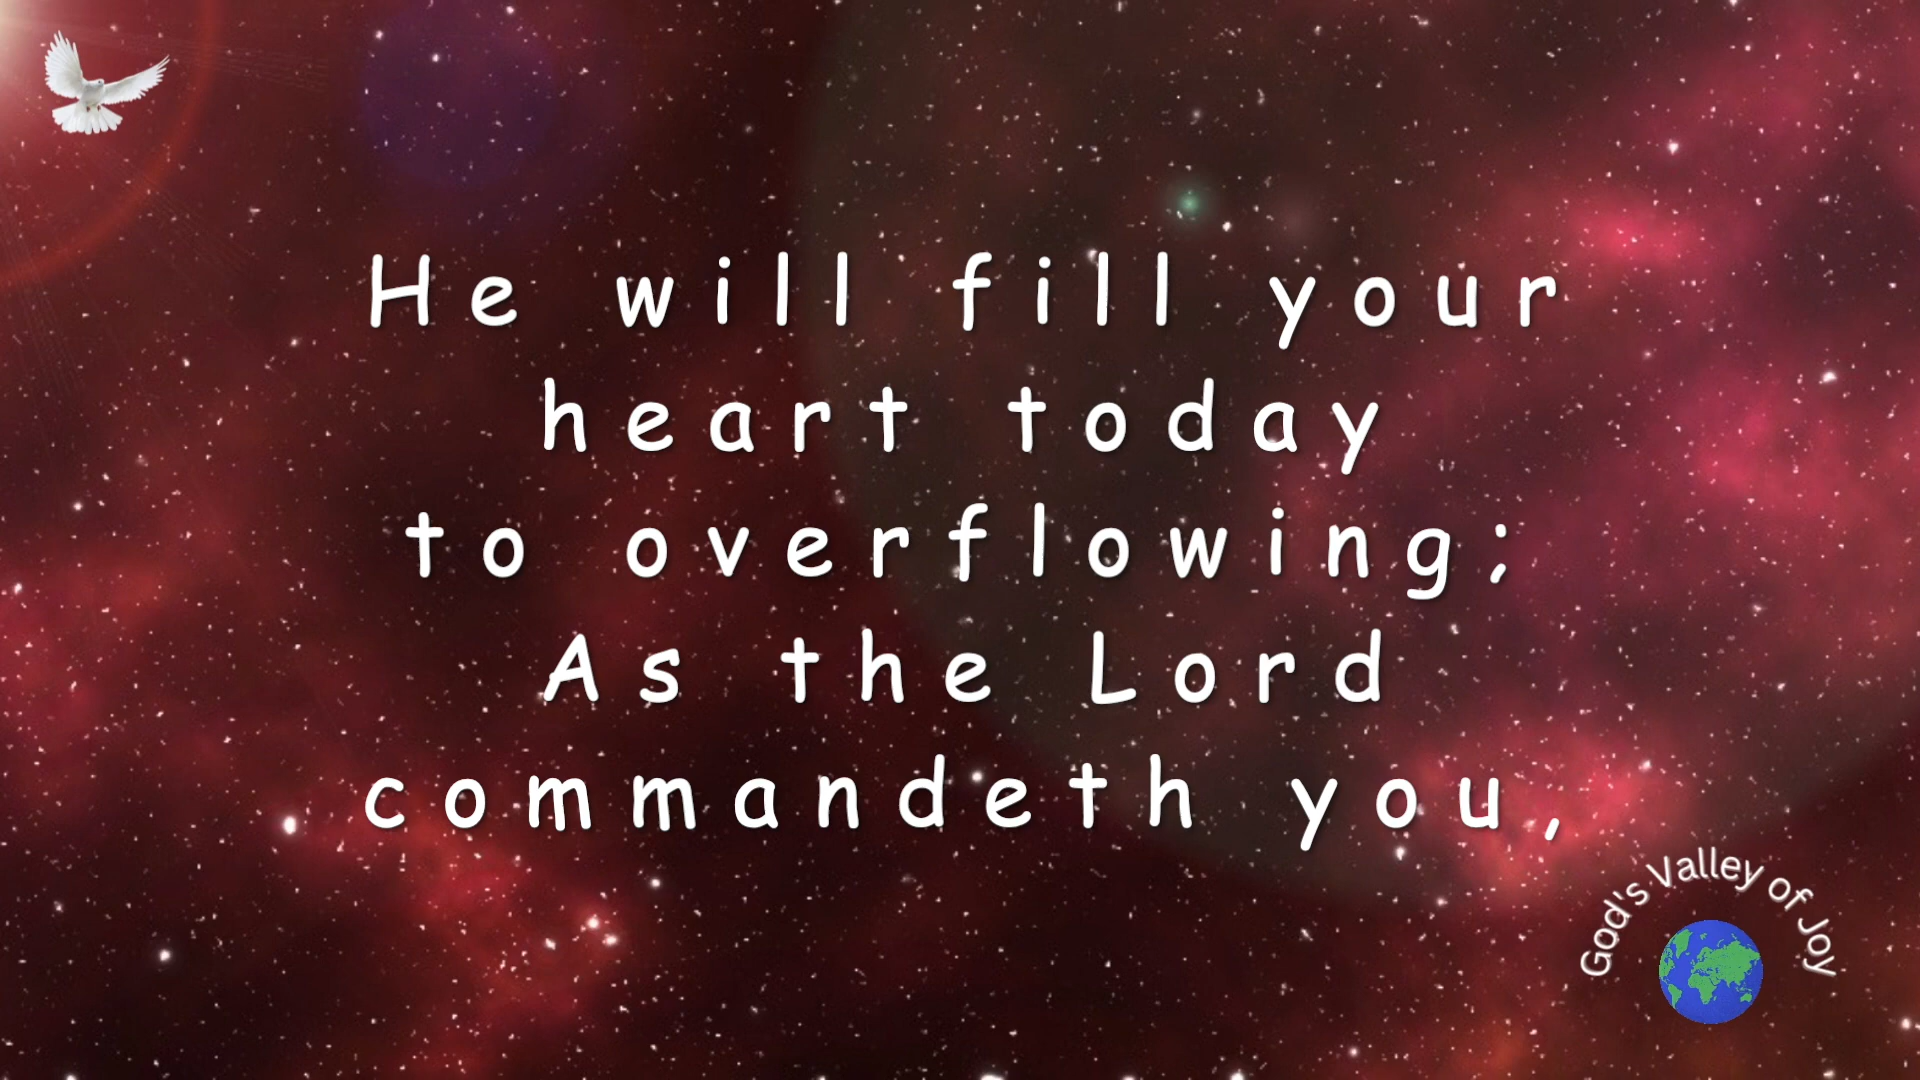 He will fill your
heart today
to overflowing;
As the Lord
commandeth you,
God's Valley of Joy